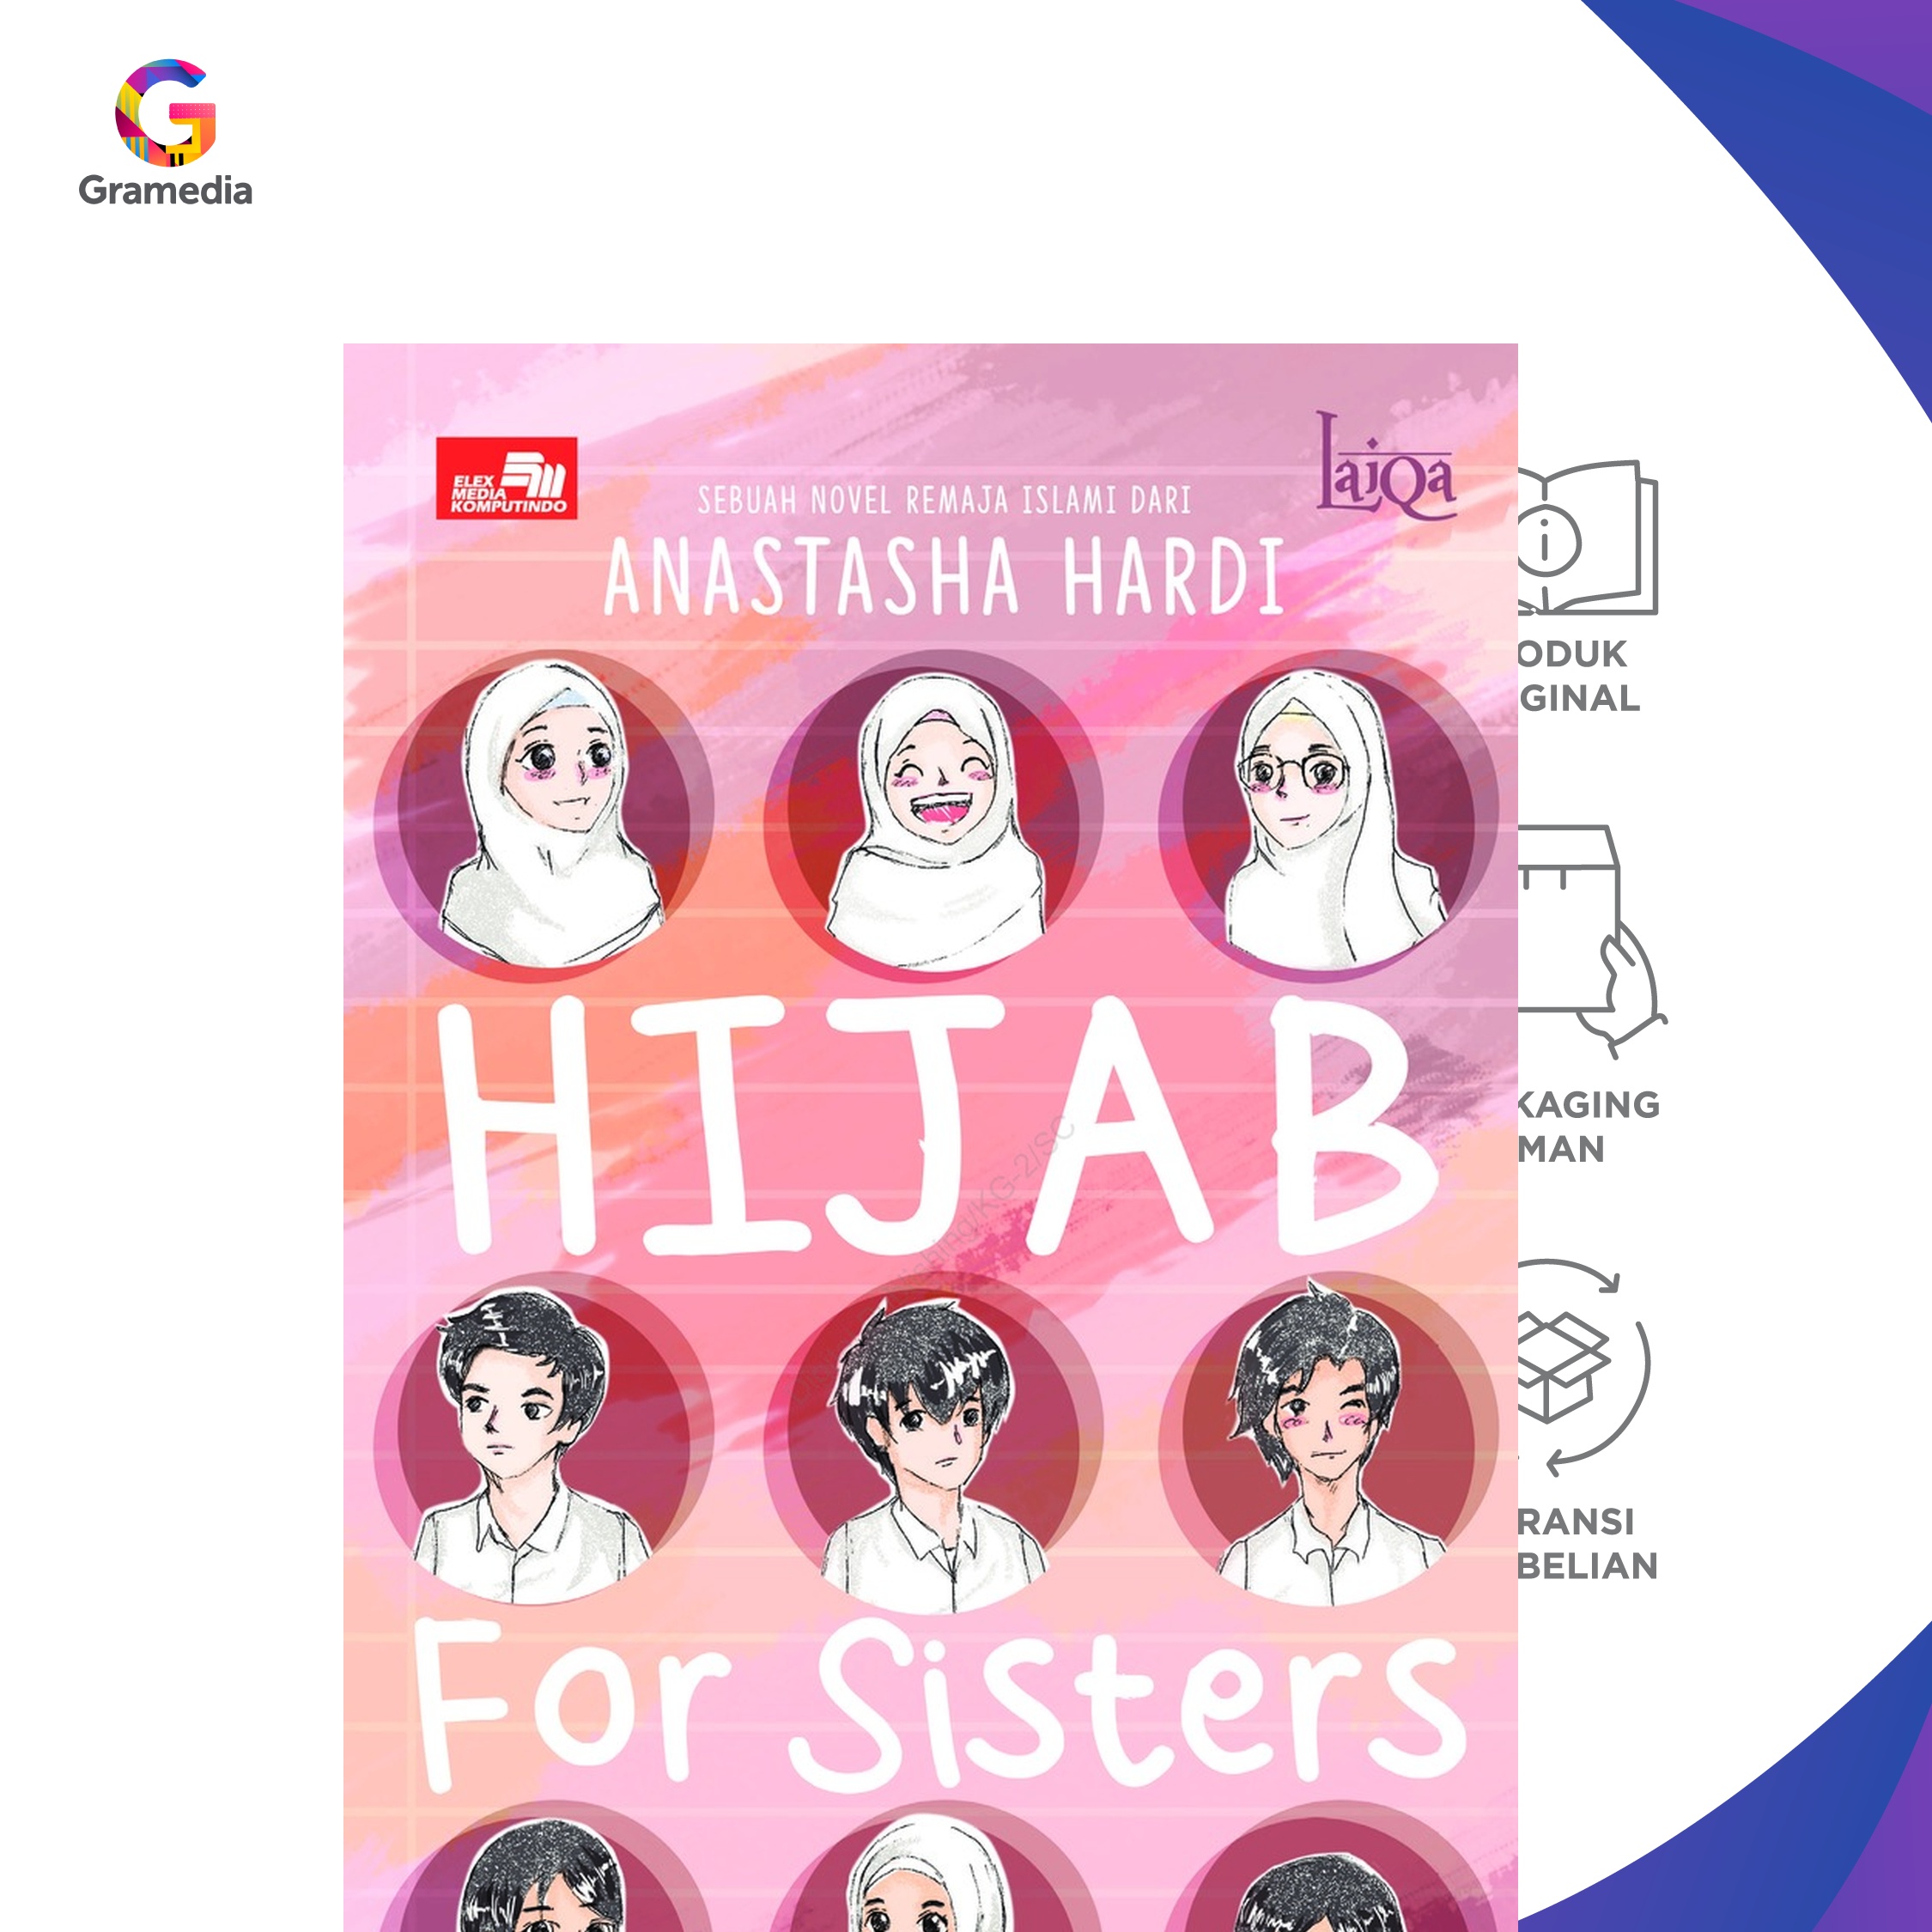 Gramedia
ELEX
MEDIA
KOMPUTINDO
LaiQa
SEBUAH NOVEL REMAJA ISLAMI DARI
ANASTASHA HARDI
HIJAB
For Sisters
ODUK
GINAL
KAGING
MAN
RANSI
BELIAN